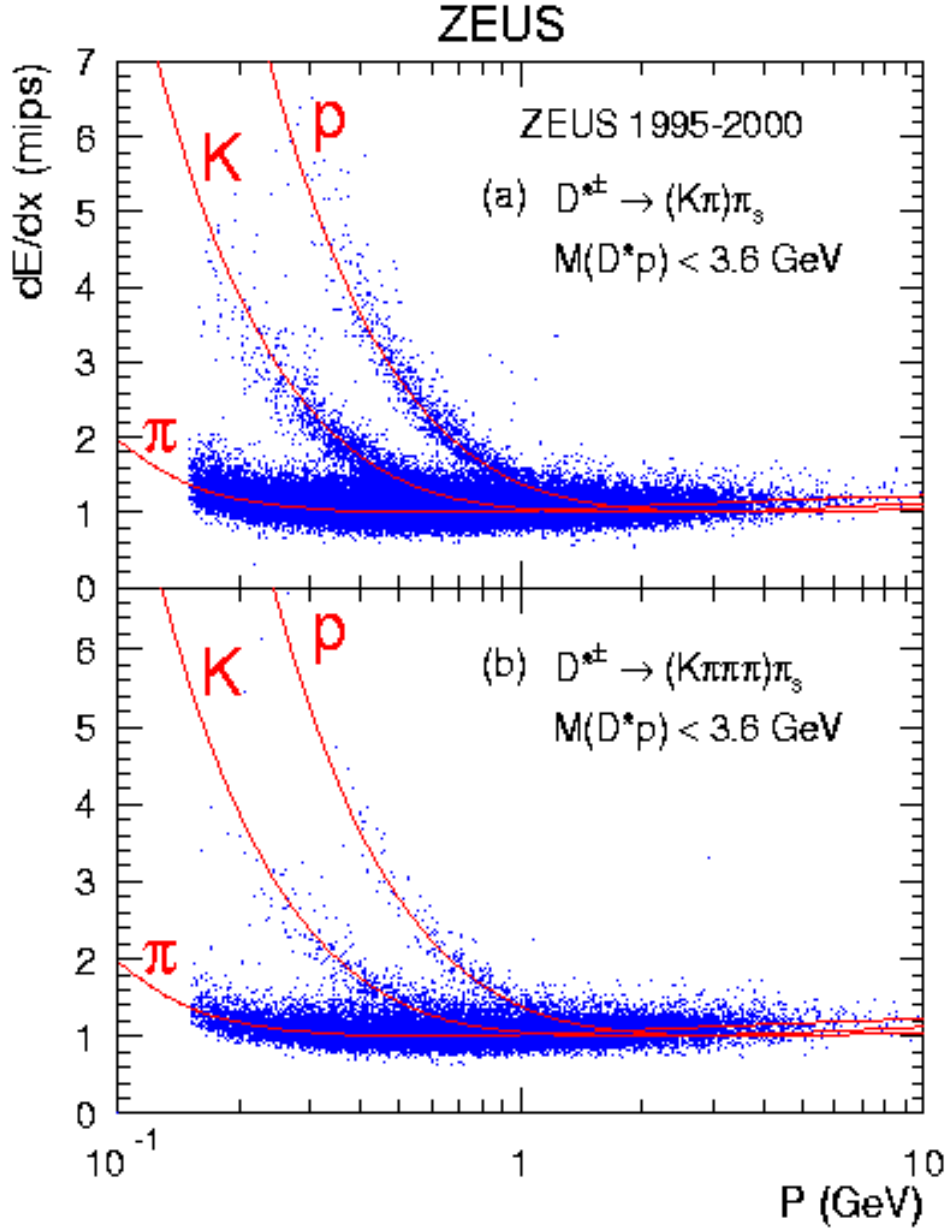 ZEUS
dE/dx (mips)
7
6
5
4
3
2
1
0
K
p
π
ZEUS 1995-2000
(a) D*± → (Kπ)πs
M(D*p) < 3.6 GeV
6
5
4
3
2
1
0
K
p
π
(b) D*± → (Kπππ)πs
M(D*p) < 3.6 GeV
10-1
1
10
P (GeV)